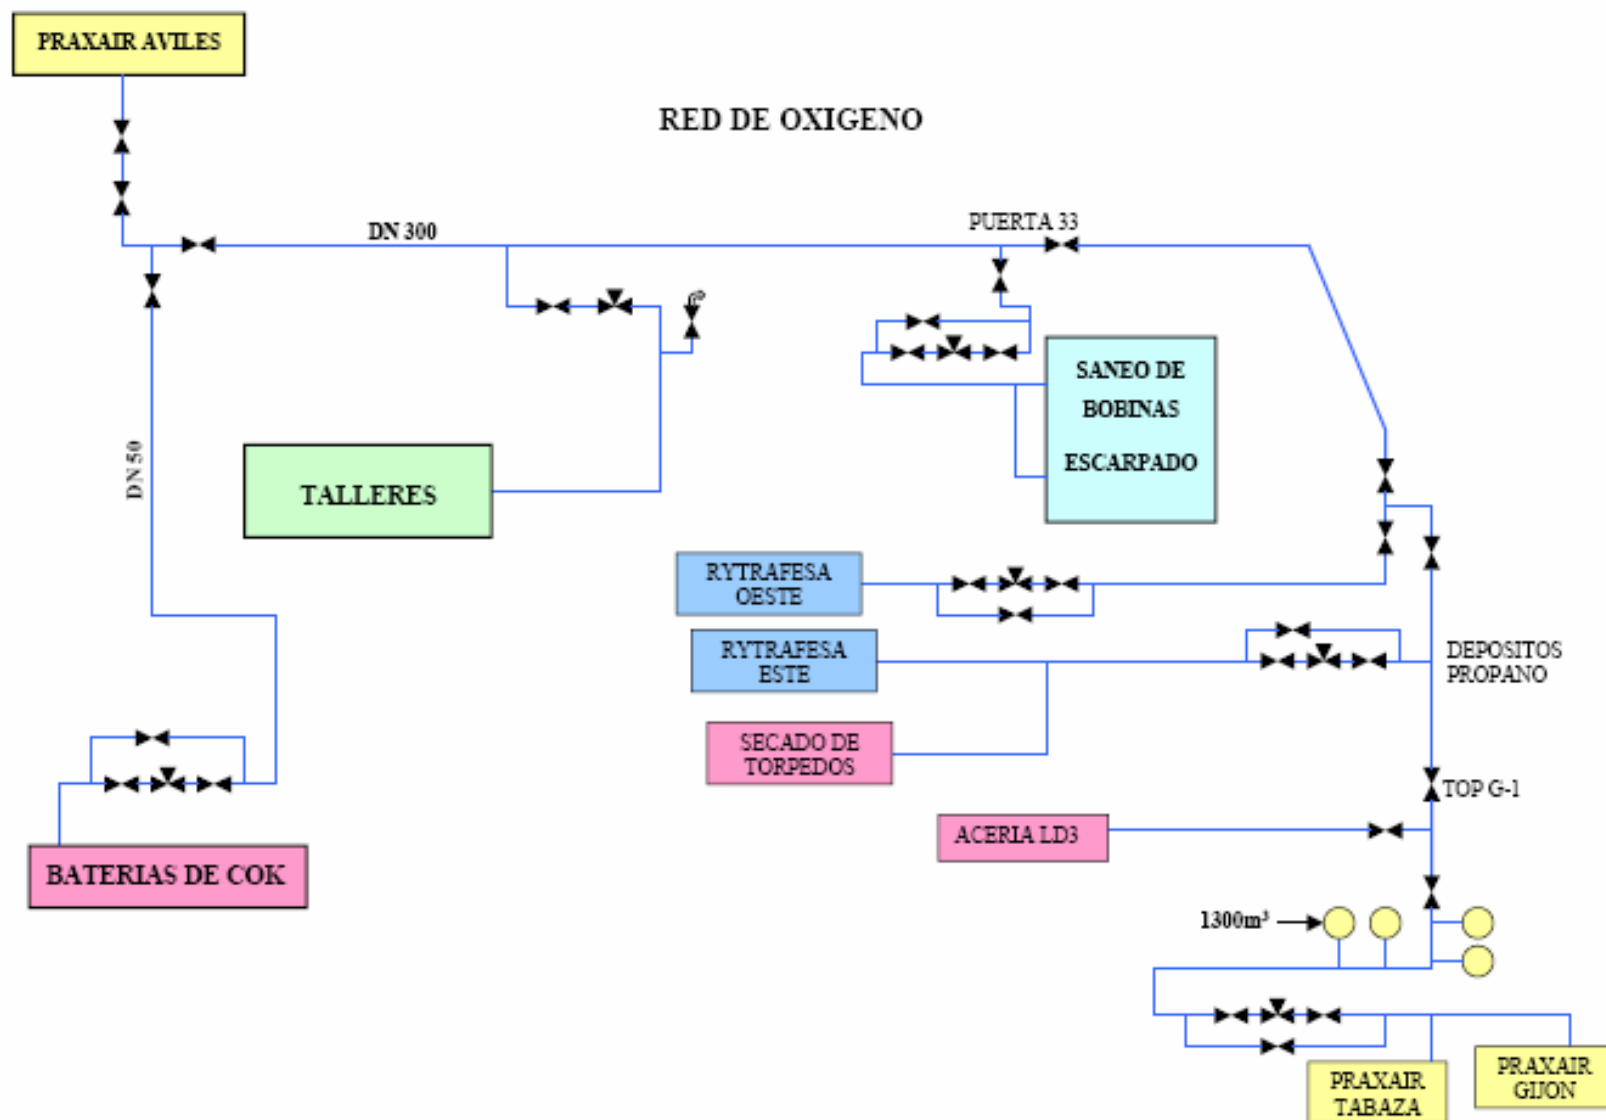 PRAXAIR AVILES
RED DE OXIGENO
DN 300
PUERTA 33
DN 50
TALLERES
SANEO DE
BOBINAS
ESCARPADO
RYTRAFESA
OESTE
RYTRAFESA
ESTE
DEPOSITOS
PROPANO
SECADO DE
TORPEDOS
TOP G-1
ACERIA LD3
BATERIAS DE COK
1300m³
PRAXAIR
TABAZA
PRAXAIR
GIJON